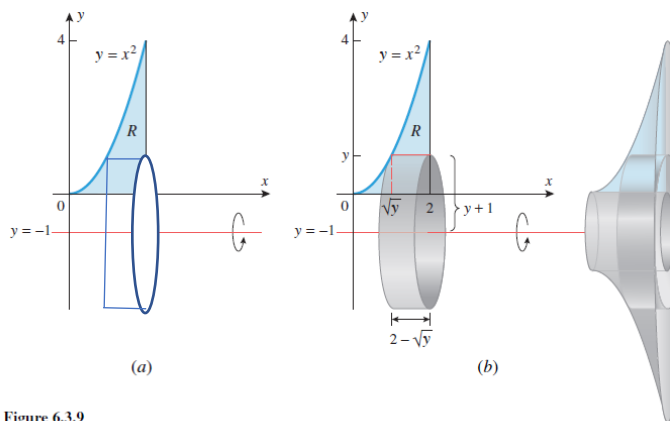 y
4
y = x²
R
x
0
y = −1
(a)
y
4
y = x²
R
y
x
0
√y
2
y + 1
y = −1
2 − √y
(b)
Figure 6.3.9